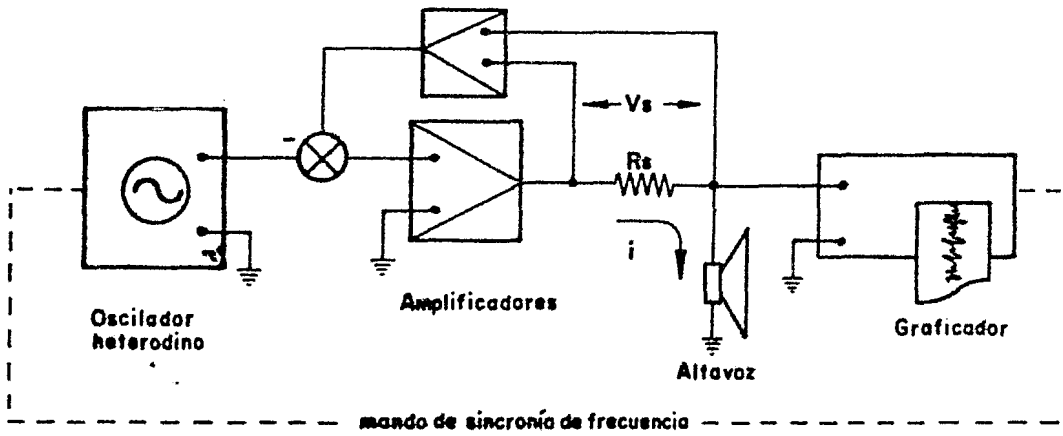 -
Vs
Rs
i
Oscilador
heterodino
Amplificadores
Altavoz
Graficador
mando de sincronía de frecuencia